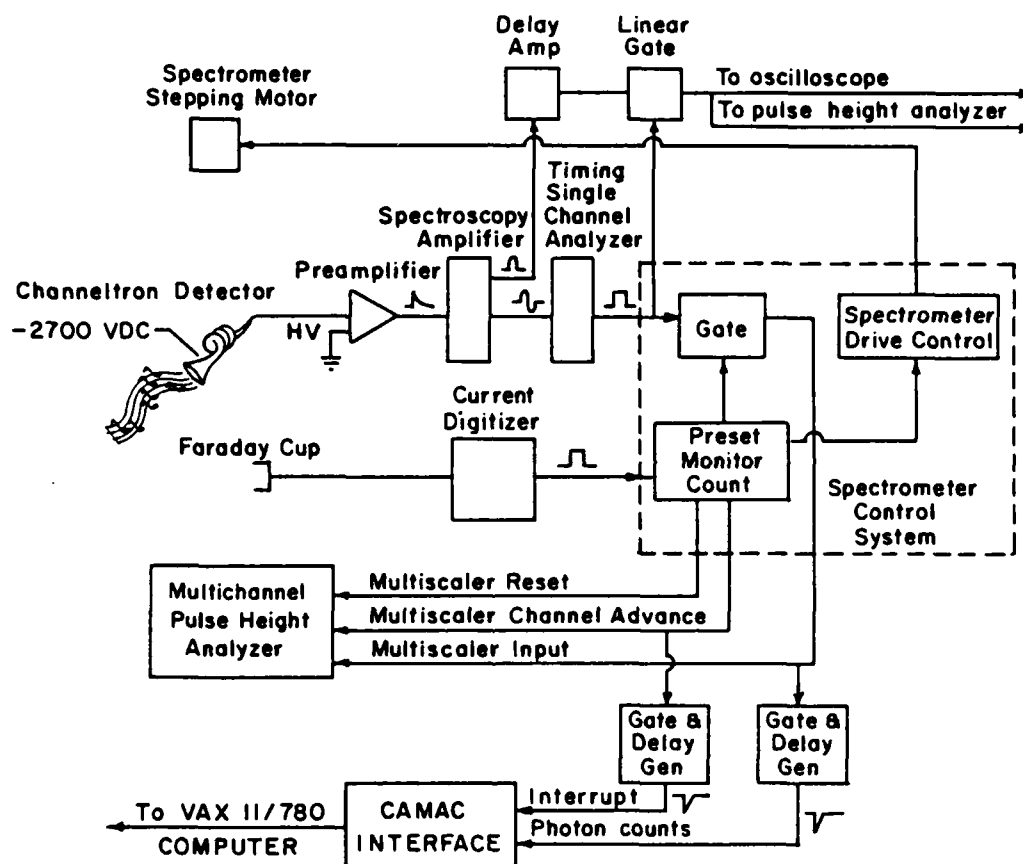 Delay
Amp
Linear
Gate
Spectrometer
Stepping Motor
To oscilloscope
To pulse height analyzer
Timing
Single
Channel
Analyzer
Spectroscopy
Amplifier
Preamplifier
Channeltron Detector
-2700 VDC
HV
Gate
Spectrometer
Drive Control
Current
Digitizer
Faraday Cup
Preset
Monitor
Count
Spectrometer
Control
System
Multichannel
Pulse Height
Analyzer
Multiscaler Reset
Multiscaler Channel Advance
Multiscaler Input
Gate &
Delay
Gen
Gate &
Delay
Gen
Interrupt
Photon counts
CAMAC
INTERFACE
To VAX 11/780
COMPUTER